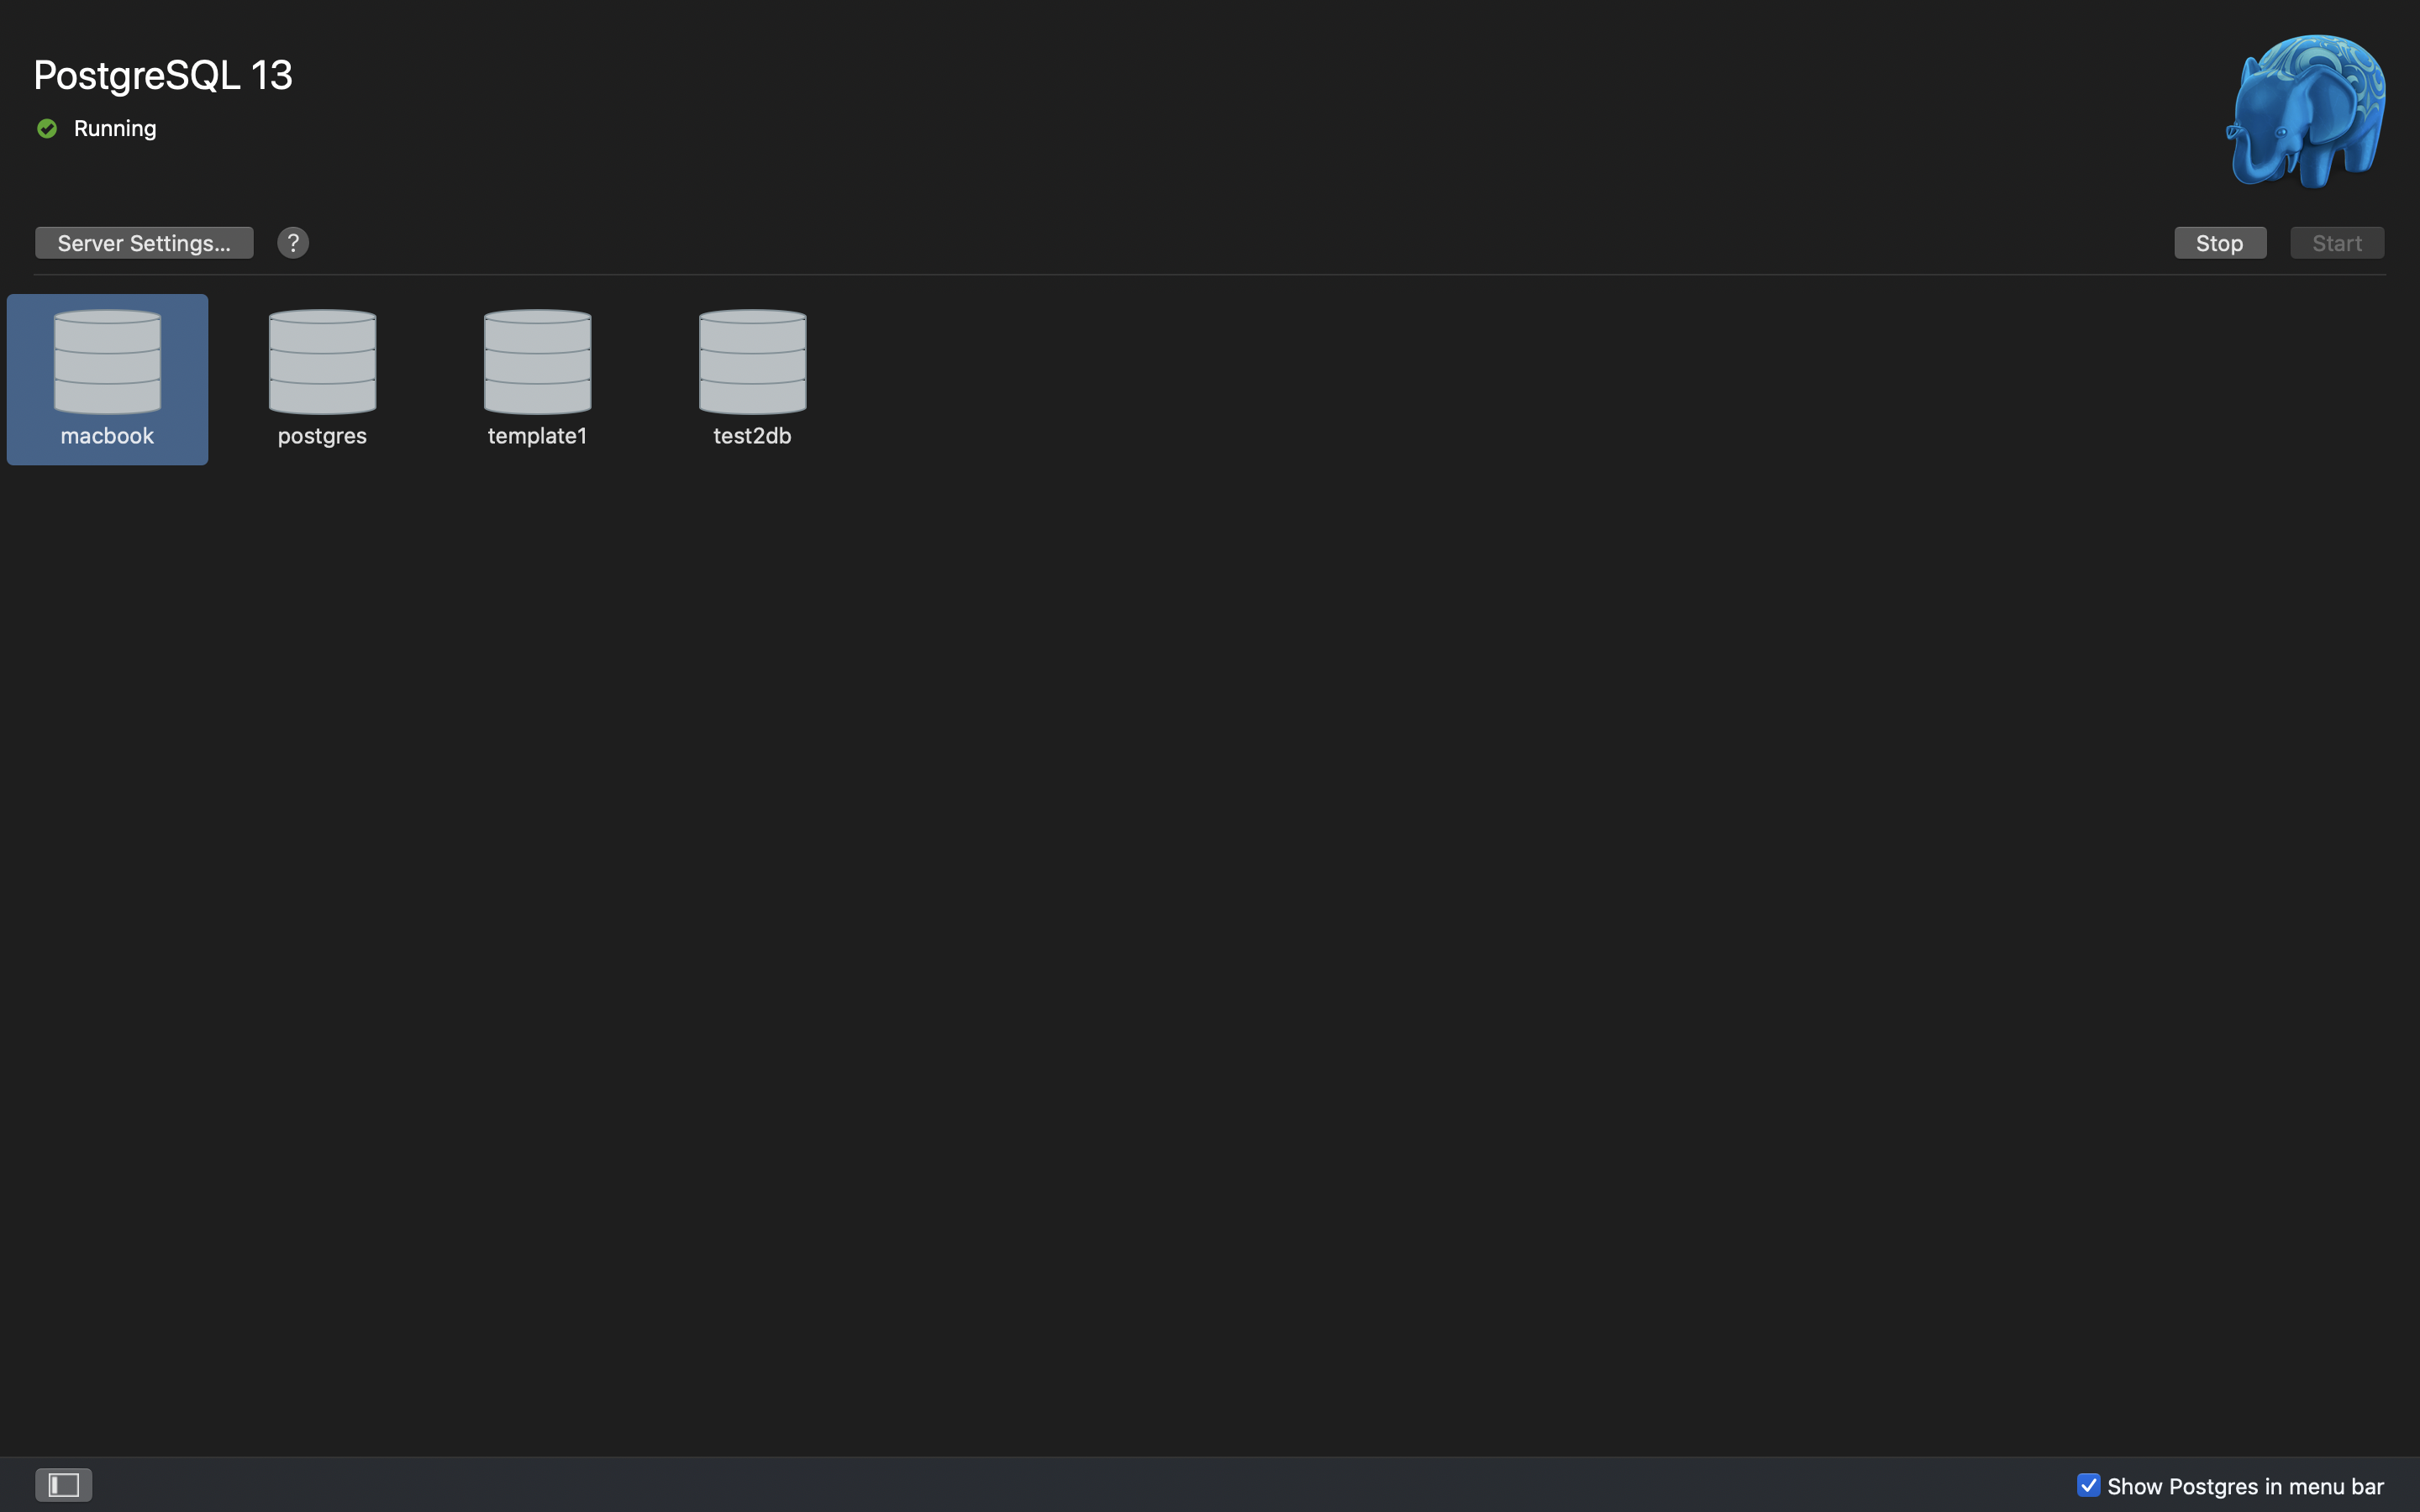 PostgreSQL 13
Running
Server Settings...
?
Stop
Start
macbook
postgres
template1
test2db
Show Postgres in menu bar